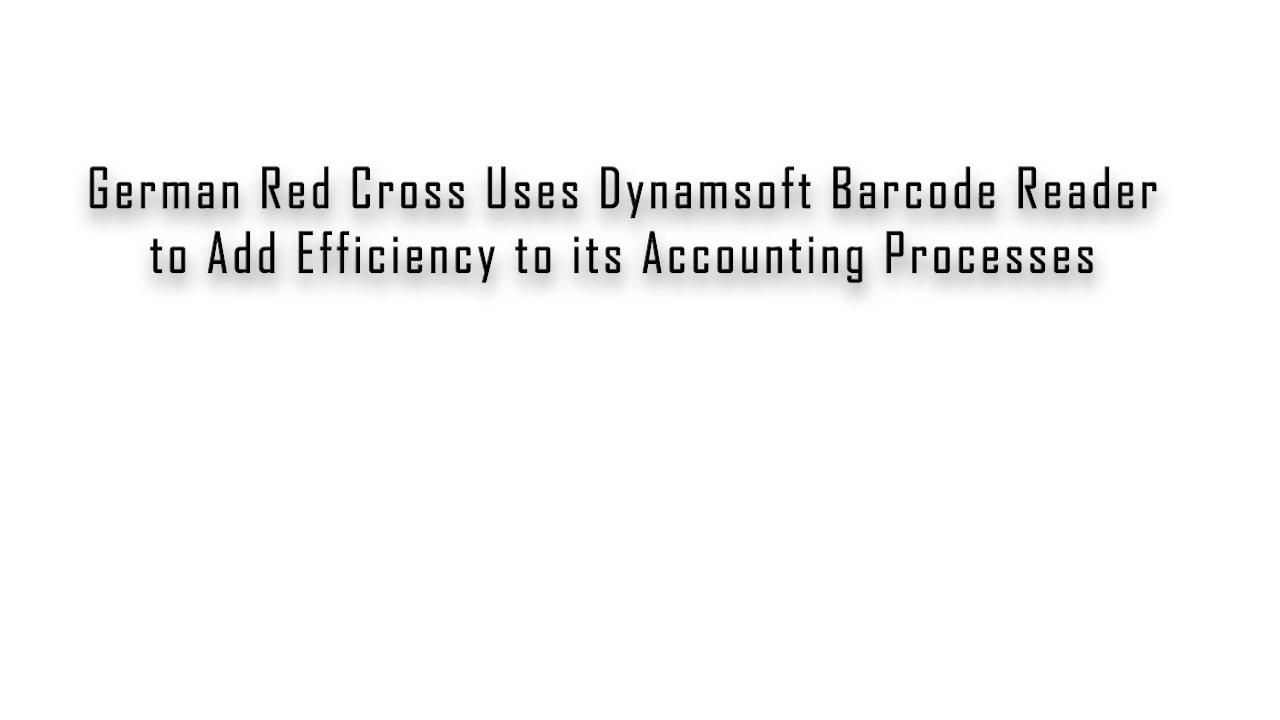 German Red Cross Uses Dynamsoft Barcode Reader
to Add Efficiency to its Accounting Processes